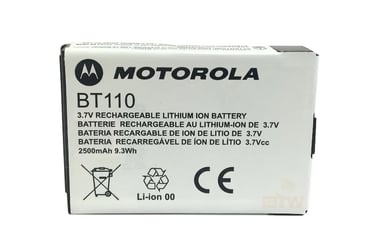 MOTOROLA
BT110
3.7V RECHARGEABLE LITHIUM ION BATTERY
BATTERIE RECHARGEABLE AU LITHIUM-ION DE 3.7V
BATERIA RECARGABLE DE ION DE LITIO DE 3.7V
BATERIA RECARREGÁVEL DE ÍON DE LÍTIO 3.7Vcc
2500mAh 9.3Wh
Li-ion 00